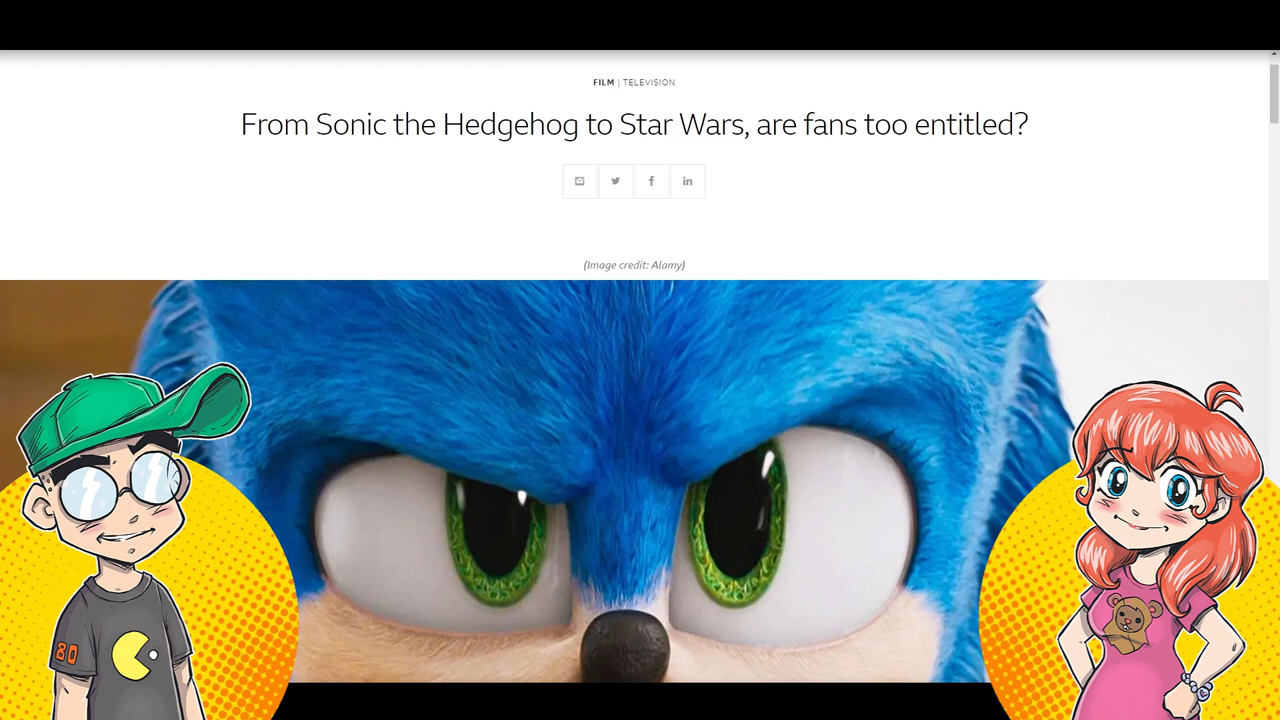 FILM | TELEVISION
From Sonic the Hedgehog to Star Wars, are fans too entitled?
(Image credit: Alamy)
80